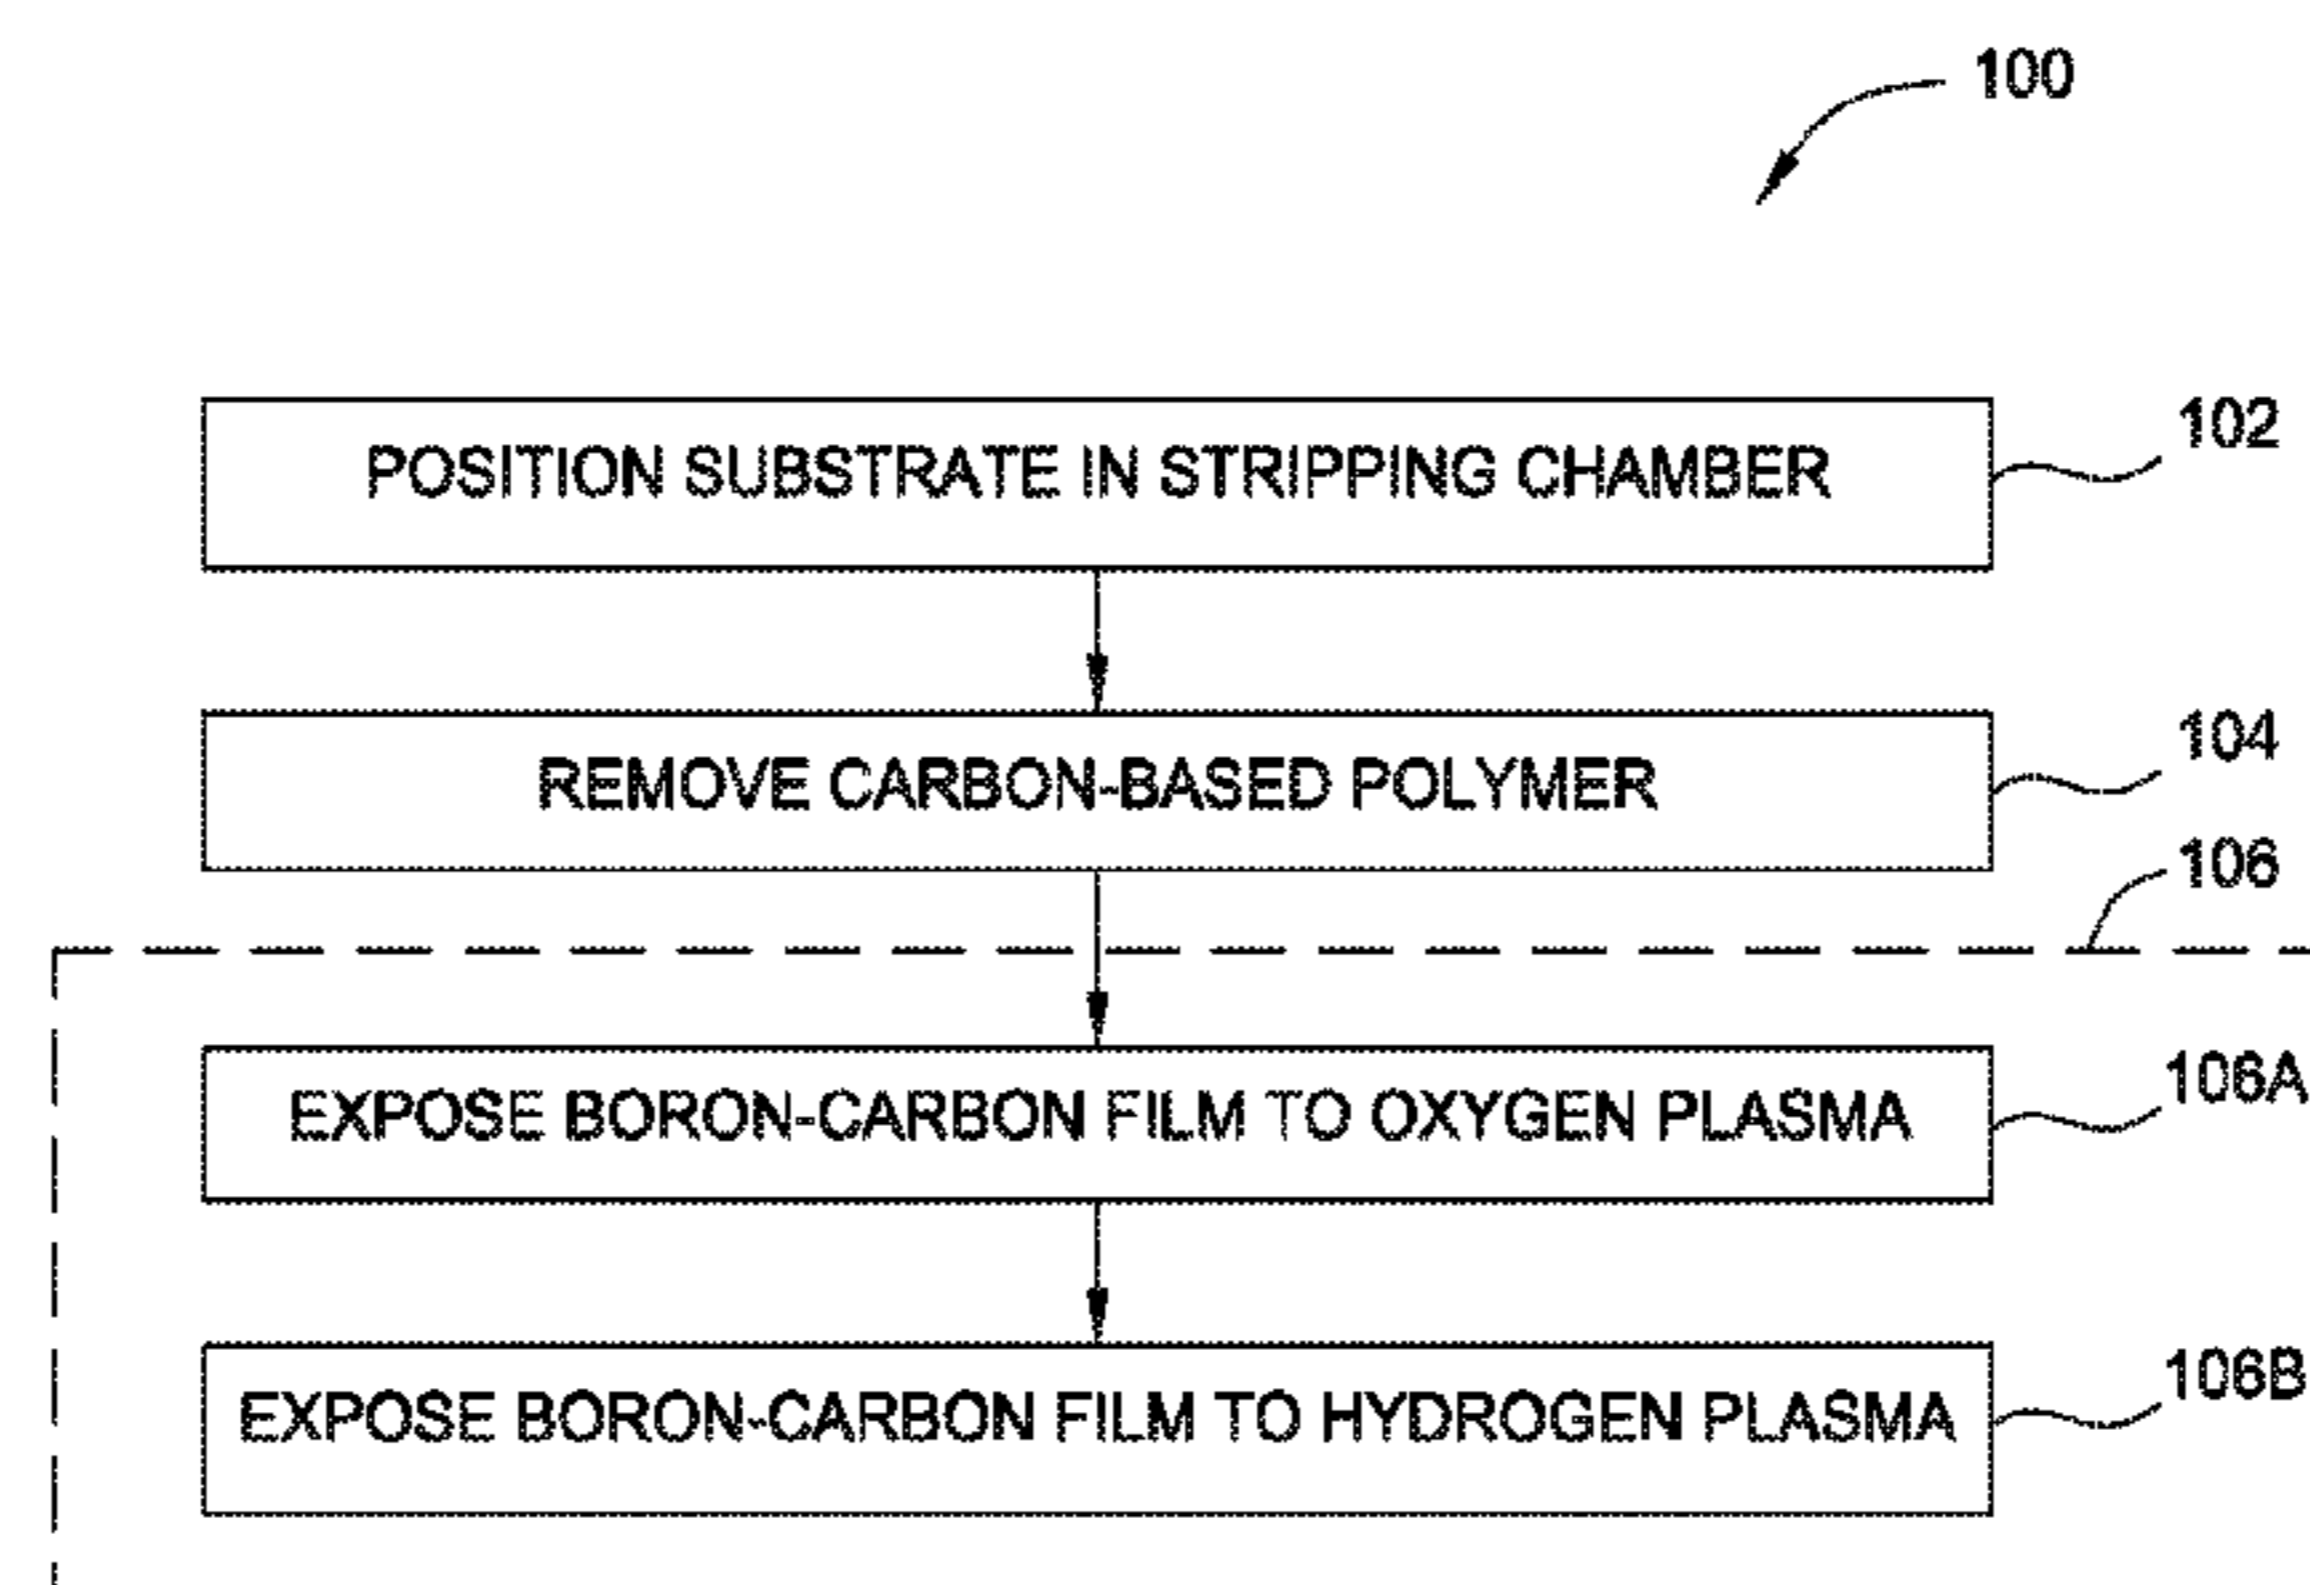 100
POSITION SUBSTRATE IN STRIPPING CHAMBER
102
REMOVE CARBON-BASED POLYMER
104
106
EXPOSE BORON-CARBON FILM TO OXYGEN PLASMA
106A
EXPOSE BORON-CARBON FILM TO HYDROGEN PLASMA
106B